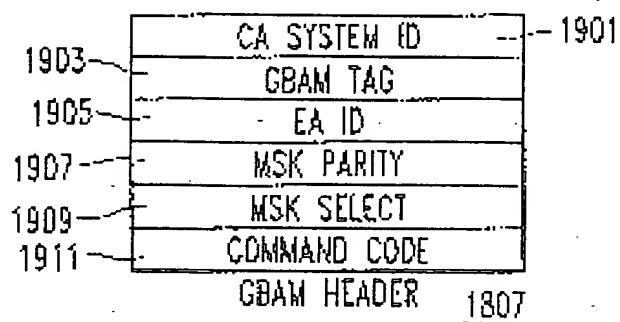 CA SYSTEM ID 1901
1903 GBAM TAG
1905 EA ID
1907 MSK PARITY
1909 MSK SELECT
1911 COMMAND CODE
GBAM HEADER 1807